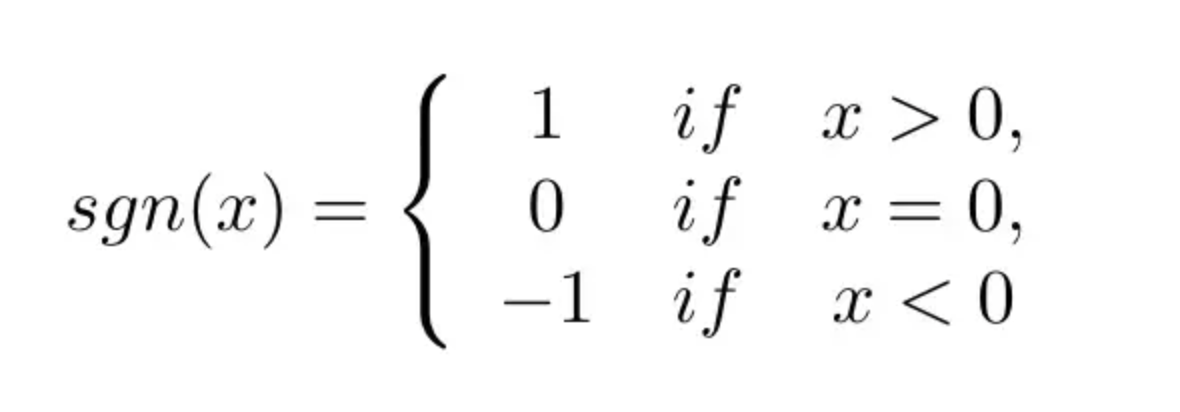 1 if x > 0,
sgn(x) = { 0 if x = 0,
−1 if x < 0